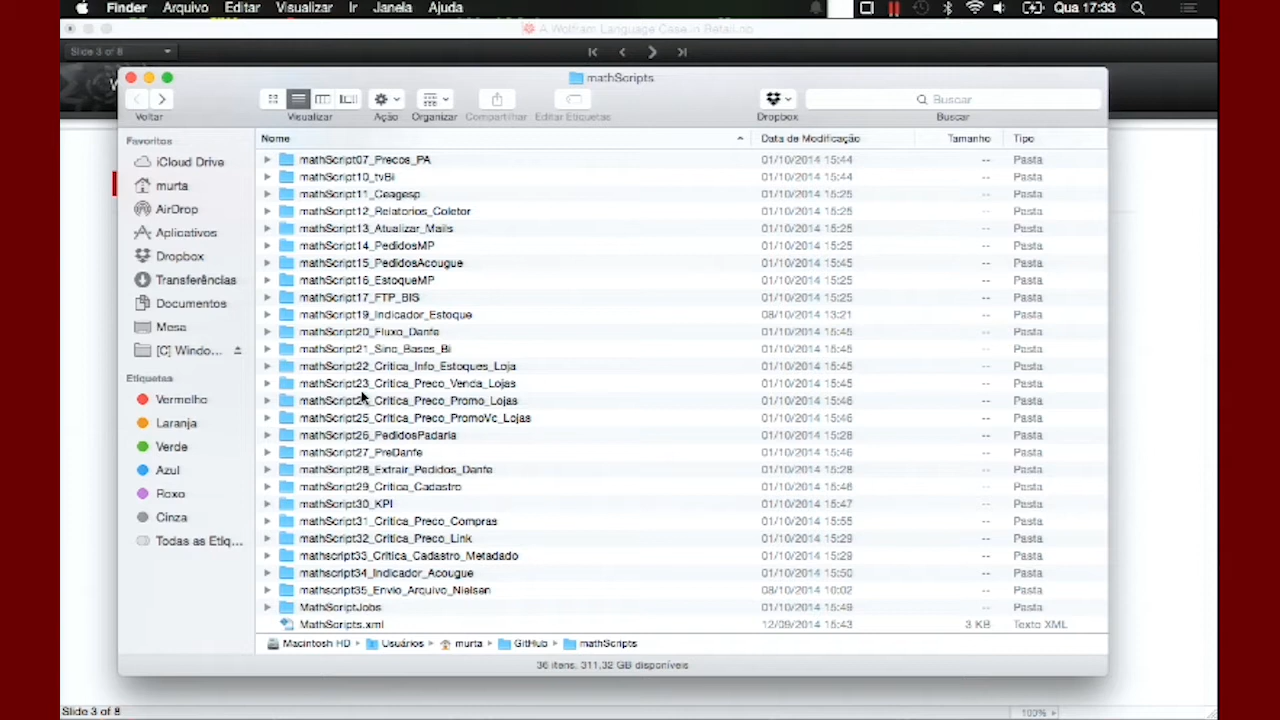 Finder Arquivo Editar Visualizar Ir Janela Ajuda Qua 17:33
A Wolfram Language Case in Retail.nb
Slide 3 of 8
mathScripts
Voltar Visualizar Ação Organizar Compartilhar Editar Etiquetas Dropbox Buscar
Buscar
Favoritos
iCloud Drive
murta
AirDrop
Aplicativos
Dropbox
Transferências
Documentos
Mesa
[C] Windo...
Etiquetas
Vermelho
Laranja
Verde
Azul
Roxo
Cinza
Todas as Etiq...
Nome Data de Modificação Tamanho Tipo
mathScript07_Precos_PA 01/10/2014 15:44 -- Pasta
mathScript10_tvBi 01/10/2014 15:44 -- Pasta
mathScript11_Ceagesp 01/10/2014 15:25 -- Pasta
mathScript12_Relatorios_Coletor 01/10/2014 15:25 -- Pasta
mathScript13_Atualizar_Mails 01/10/2014 15:25 -- Pasta
mathScript14_PedidosMP 01/10/2014 15:25 -- Pasta
mathScript15_PedidosAcougue 01/10/2014 15:45 -- Pasta
mathScript16_EstoqueMP 01/10/2014 15:25 -- Pasta
mathScript17_FTP_BIS 01/10/2014 15:25 -- Pasta
mathScript19_Indicador_Estoque 08/10/2014 13:21 -- Pasta
mathScript20_Fluxo_Danfe 01/10/2014 15:45 -- Pasta
mathScript21_Sinc_Bases_Bi 01/10/2014 15:45 -- Pasta
mathScript22_Critica_Info_Estoques_Loja 01/10/2014 15:45 -- Pasta
mathScript23_Critica_Preco_Venda_Lojas 01/10/2014 15:45 -- Pasta
mathScript24_Critica_Preco_Promo_Lojas 01/10/2014 15:46 -- Pasta
mathScript25_Critica_Preco_PromoVc_Lojas 01/10/2014 15:46 -- Pasta
mathScript26_PedidosPadaria 01/10/2014 15:28 -- Pasta
mathScript27_PreDanfe 01/10/2014 15:46 -- Pasta
mathScript28_Extrair_Pedidos_Danfe 01/10/2014 15:28 -- Pasta
mathScript29_Critica_Cadastro 01/10/2014 15:46 -- Pasta
mathScript30_KPI 01/10/2014 15:47 -- Pasta
mathScript31_Critica_Preco_Compras 01/10/2014 15:55 -- Pasta
mathScript32_Critica_Preco_Link 01/10/2014 15:29 -- Pasta
mathscript33_Critica_Cadastro_Metadado 01/10/2014 15:29 -- Pasta
mathscript34_Indicador_Acougue 01/10/2014 15:50 -- Pasta
mathscript35_Envio_Arquivo_Nielsen 08/10/2014 10:02 -- Pasta
MathScriptJobs 01/10/2014 15:49 -- Pasta
MathScripts.xml 12/09/2014 15:43 3 KB Texto XML
Macintosh HD Usuários murta GitHub mathScripts
36 itens, 311,32 GB disponíveis
Slide 3 of 8 100%